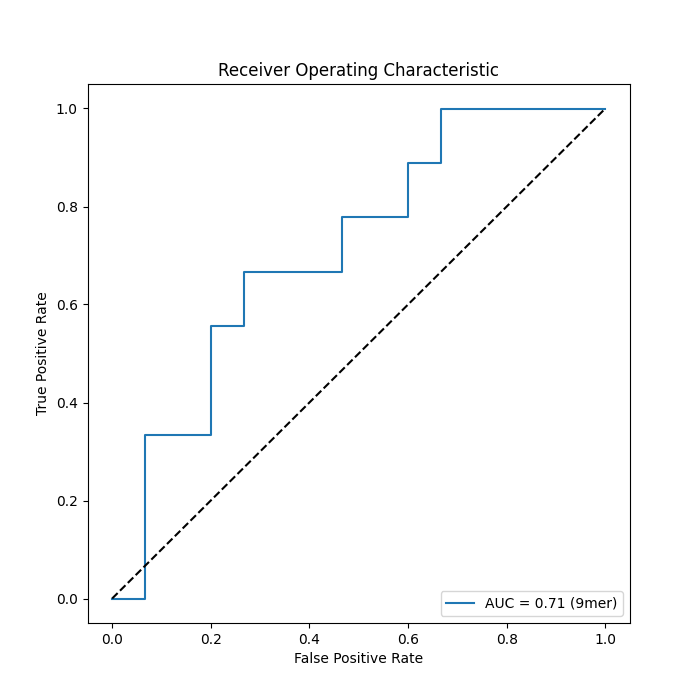 Receiver Operating Characteristic
1.0
0.8
0.6
0.4
0.2
0.0
True Positive Rate
0.0 0.2 0.4 0.6 0.8 1.0
False Positive Rate
AUC = 0.71 (9mer)